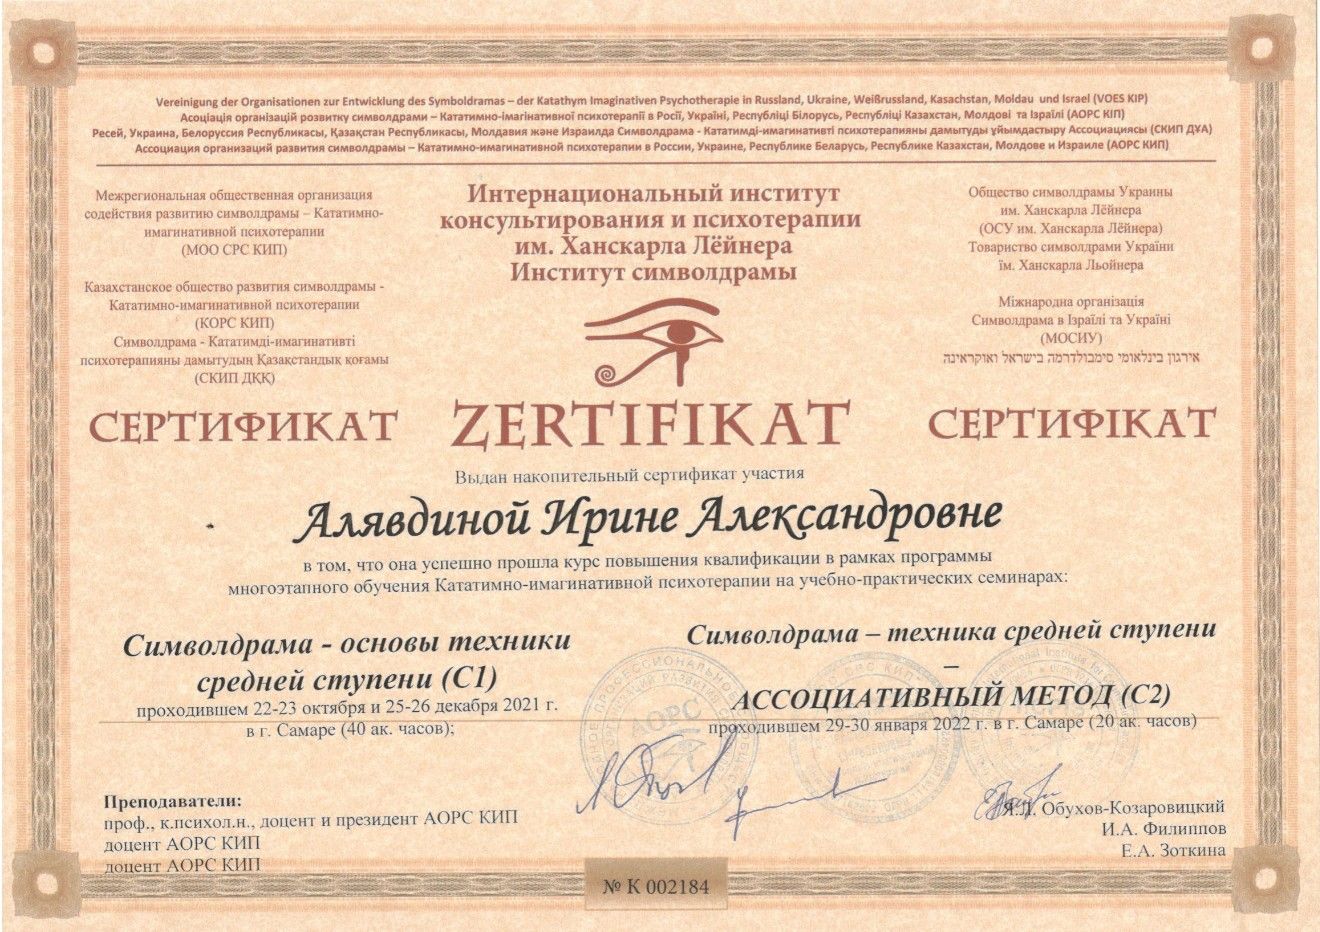 Vereinigung der Organisationen zur Entwicklung des Symboldramas – der Katathym Imaginativen Psychotherapie in Russland, Ukraine, Weißrussland, Kasachstan, Moldau und Israel (VOES KIP)
Асоціація організацій розвитку символдрами – Кататимно-імагінативної психотерапії в Росії, Україні, Республіці Білорусь, Республіці Казахстан, Молдові та Ізраїлі (АОРС КІП)
Ресей, Украина, Белоруссия Республикасы, Қазақстан Республикасы, Молдавия және Израилда Символдрама - Кататимді-имагинативті психотерапияны дамытуды ұйымдастыру Ассоциациясы (СКИП ДҰА)
Ассоциация организаций развития символдрамы – Кататимно-имагинативной психотерапии в России, Украине, Республике Беларусь, Республике Казахстан, Молдове и Израиле (АОРС КИП)
Межрегиональная общественная организация
содействия развитию символдрамы – Кататимно-
имагинативной психотерапии
(МОО СРС КИП)
Казахстанское общество развития символдрамы -
Кататимно-имагинативной психотерапии
(КОРС КИП)
Символдрама - Кататимді-имагинативті
психотерапияны дамытудың Қазақстандық қоғамы
(СКИП ДҚҚ)
Интернациональный институт
консультирования и психотерапии
им. Ханскарла Лёйнера
Институт символдрамы
Общество символдрамы Украины
им. Ханскарла Лёйнера
(ОСУ им. Ханскарла Лёйнера)
Товариство символдрами України
ім. Ханскарла Льойнера
Міжнародна організація
Символдрама в Ізраїлі та Україні
(МОСИУ)
אירגון בינלאומי סימבולדרמה בישראל ואוקראינה
СЕРТИФИКАТ
ZERTIFIKAT
СЕРТИФІКАТ
Выдан накопительный сертификат участия
Алявдиной Ирине Александровне
в том, что она успешно прошла курс повышения квалификации в рамках программы
многоэтапного обучения Кататимно-имагинативной психотерапии на учебно-практических семинарах:
Символдрама - основы техники
средней ступени (С1)
проходившем 22-23 октября и 25-26 декабря 2021 г.
в г. Самаре (40 ак. часов);
Символдрама – техника средней ступени
–
АССОЦИАТИВНЫЙ МЕТОД (С2)
проходившем 29-30 января 2022 г. в г. Самаре (20 ак. часов)
АОРС
Преподаватели:
проф., к.психол.н., доцент и президент АОРС КИП
доцент АОРС КИП
доцент АОРС КИП
Я.Л. Обухов-Козаровицкий
И.А. Филиппов
Е.А. Зоткина
№ К 002184